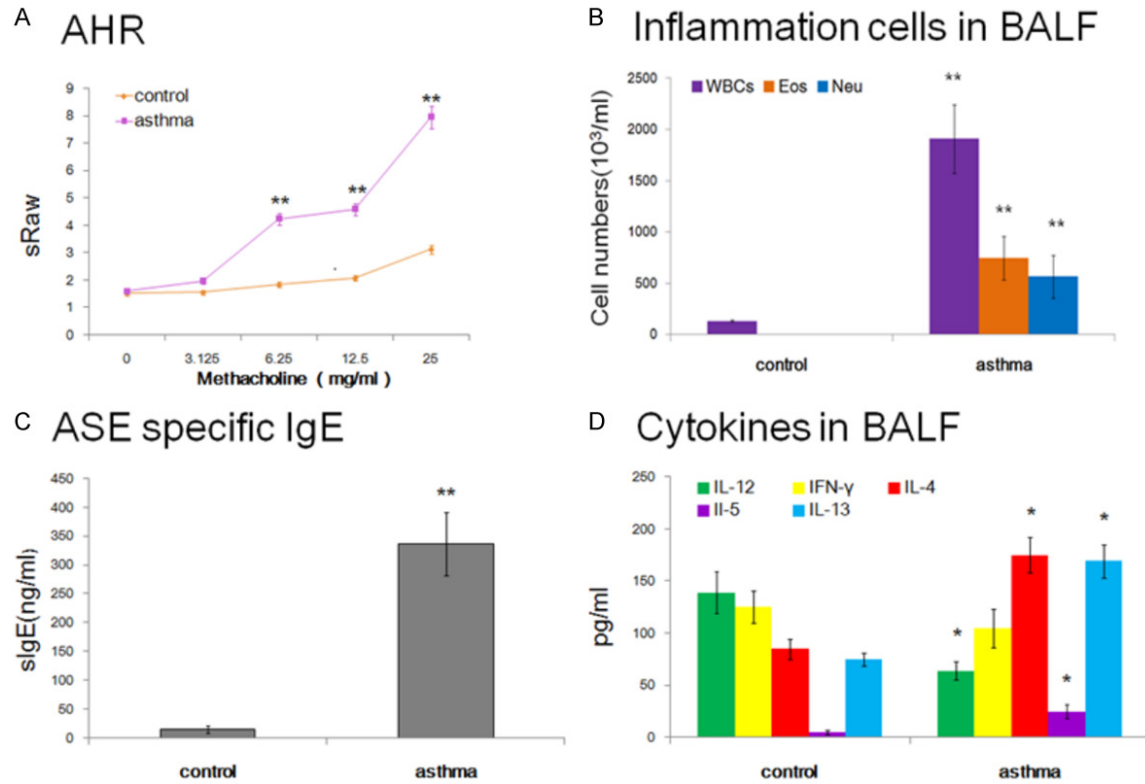 A AHR
9
8
7
6
5
4
3
2
1
0
sRaw
control
asthma
**
**
**
0 3.125 6.25 12.5 25
Methacholine ( mg/ml )
B Inflammation cells in BALF
2500
2000
1500
1000
500
0
Cell numbers(10³/ml)
WBCs Eos Neu
**
**
**
control asthma
C ASE specific IgE
450
400
350
300
250
200
150
100
50
0
sIgE(ng/ml)
**
control asthma
D Cytokines in BALF
250
200
150
100
50
0
pg/ml
IL-12 IFN-γ IL-4
Il-5 IL-13
*
*
*
*
control asthma